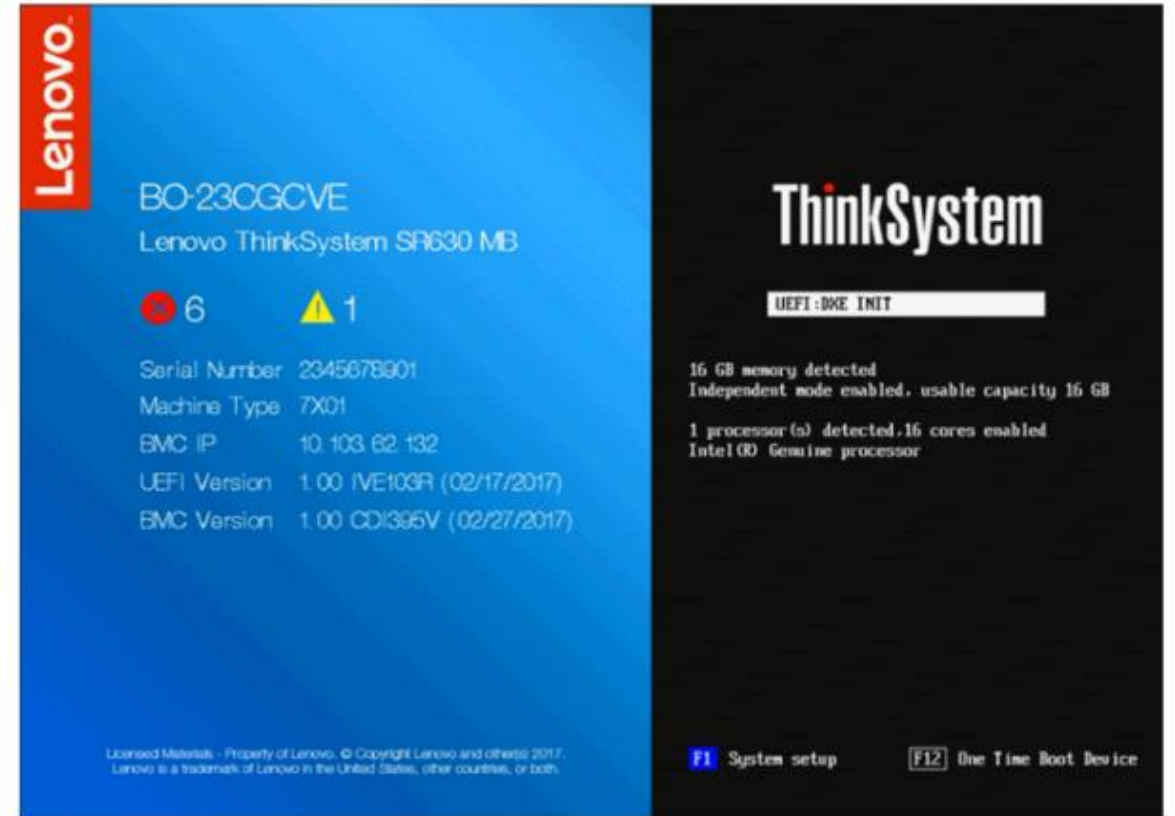 Lenovo
BO-23CGCVE
Lenovo ThinkSystem SR630 MB
6 1
Serial Number 2345678901
Machine Type 7X01
BMC IP 10. 103. 62. 132
UEFI Version 1. 00 IVE103R (02/17/2017)
BMC Version 1. 00 CDI395V (02/27/2017)
Licensed Materials - Property of Lenovo. © Copyright Lenovo and other(s) 2017.
Lenovo is a trademark of Lenovo in the United States, other countries, or both.
ThinkSystem
UEFI:DXE INIT
16 GB memory detected
Independent mode enabled, usable capacity 16 GB
1 processor(s) detected,16 cores enabled
Intel(R) Genuine processor
F1 System setup F12 One Time Boot Device